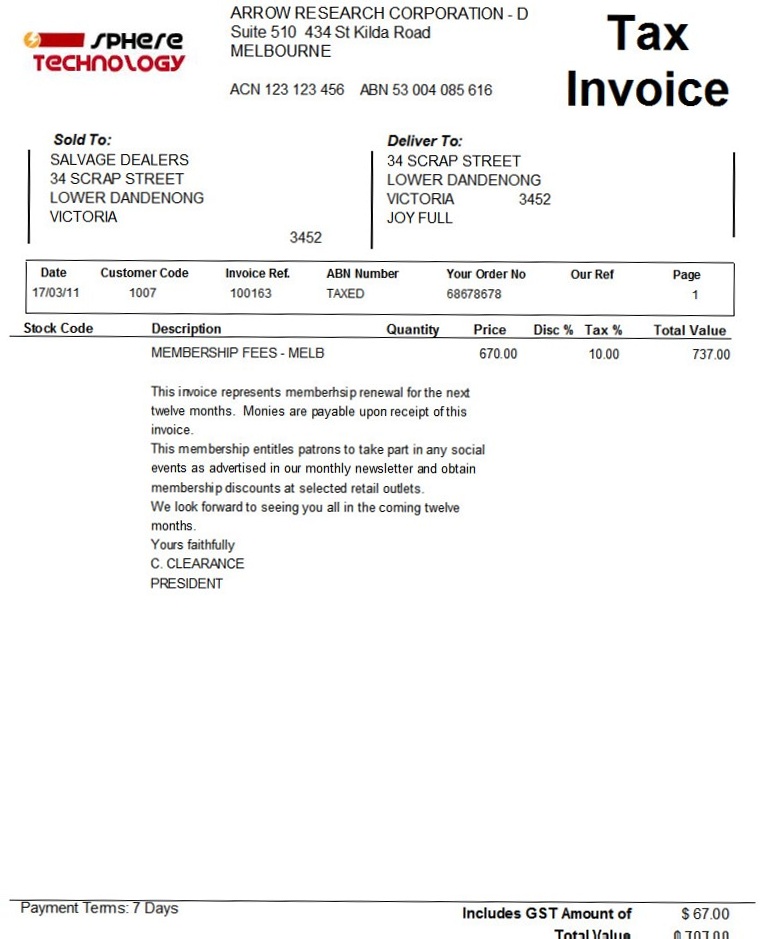 SPHERE
TECHNOLOGY
ARROW RESEARCH CORPORATION - D
Suite 510 434 St Kilda Road
MELBOURNE
ACN 123 123 456 ABN 53 004 085 616
Tax
Invoice
Sold To:
SALVAGE DEALERS
34 SCRAP STREET
LOWER DANDENONG
VICTORIA
3452
Deliver To:
34 SCRAP STREET
LOWER DANDENONG
VICTORIA 3452
JOY FULL
Date Customer Code Invoice Ref. ABN Number Your Order No Our Ref Page
17/03/11 1007 100163 TAXED 68678678 1
Stock Code Description Quantity Price Disc % Tax % Total Value
MEMBERSHIP FEES - MELB 670.00 10.00 737.00
This invoice represents memberhsip renewal for the next
twelve months. Monies are payable upon receipt of this
invoice.
This membership entitles patrons to take part in any social
events as advertised in our monthly newsletter and obtain
membership discounts at selected retail outlets.
We look forward to seeing you all in the coming twelve
months.
Yours faithfully
C. CLEARANCE
PRESIDENT
Payment Terms: 7 Days
Includes GST Amount of $ 67.00
Total Value